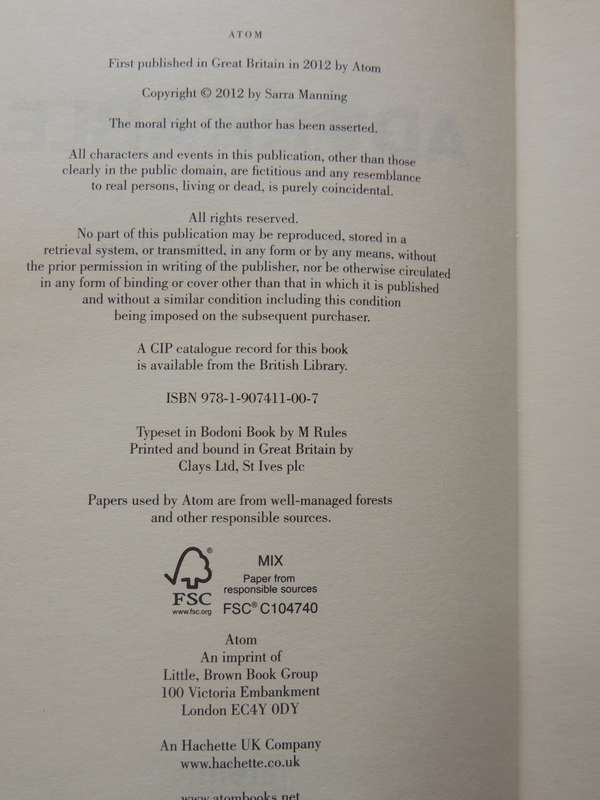 ATOM
First published in Great Britain in 2012 by Atom
Copyright © 2012 by Sarra Manning
The moral right of the author has been asserted.
All characters and events in this publication, other than those
clearly in the public domain, are fictitious and any resemblance
to real persons, living or dead, is purely coincidental.
All rights reserved.
No part of this publication may be reproduced, stored in a
retrieval system, or transmitted, in any form or by any means, without
the prior permission in writing of the publisher, nor be otherwise circulated
in any form of binding or cover other than that in which it is published
and without a similar condition including this condition
being imposed on the subsequent purchaser.
A CIP catalogue record for this book
is available from the British Library.
ISBN 978-1-907411-00-7
Typeset in Bodoni Book by M Rules
Printed and bound in Great Britain by
Clays Ltd, St Ives plc
Papers used by Atom are from well-managed forests
and other responsible sources.
®
FSC
www.fsc.org
MIX
Paper from
responsible sources
FSC® C104740
Atom
An imprint of
Little, Brown Book Group
100 Victoria Embankment
London EC4Y 0DY
An Hachette UK Company
www.hachette.co.uk
www.atombooks.net